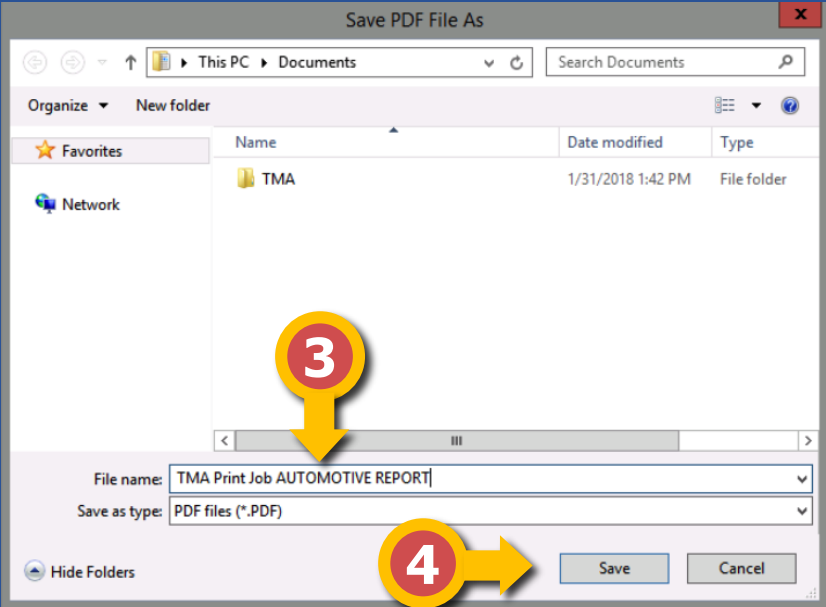 Save PDF File As
x
This PC Documents
Search Documents
Organize
New folder
?
Name Date modified Type
Favorites
TMA 1/31/2018 1:42 PM File folder
Network
3
File name: TMA Print Job AUTOMOTIVE REPORT
Save as type: PDF files (*.PDF)
4
Hide Folders
Save
Cancel